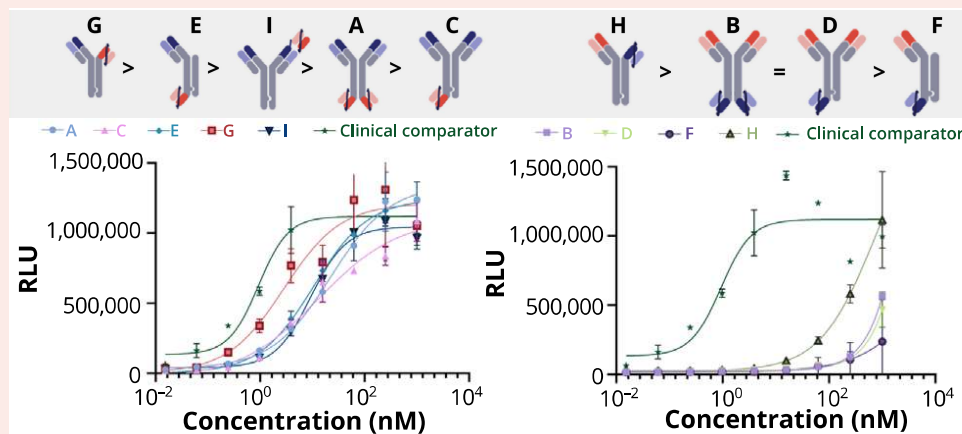 G > E > I > A > C
H > B = D > F
A C E G I Clinical comparator
B D F H Clinical comparator
1,500,000
1,000,000
500,000
0
RLU
10⁻² 10⁰ 10² 10⁴
Concentration (nM)
1,500,000
1,000,000
500,000
0
RLU
10⁻² 10⁰ 10² 10⁴
Concentration (nM)